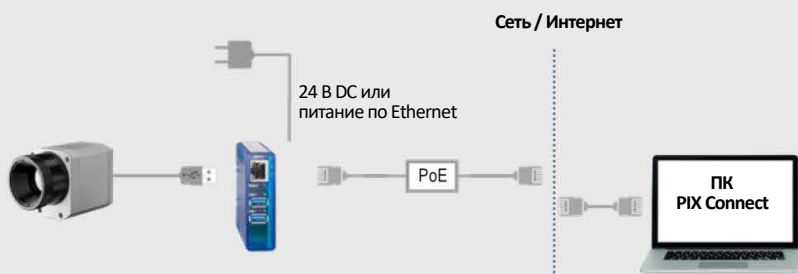 Сеть / Интернет
24 В DC или
питание по Ethernet
PoE
ПК
PIX Connect